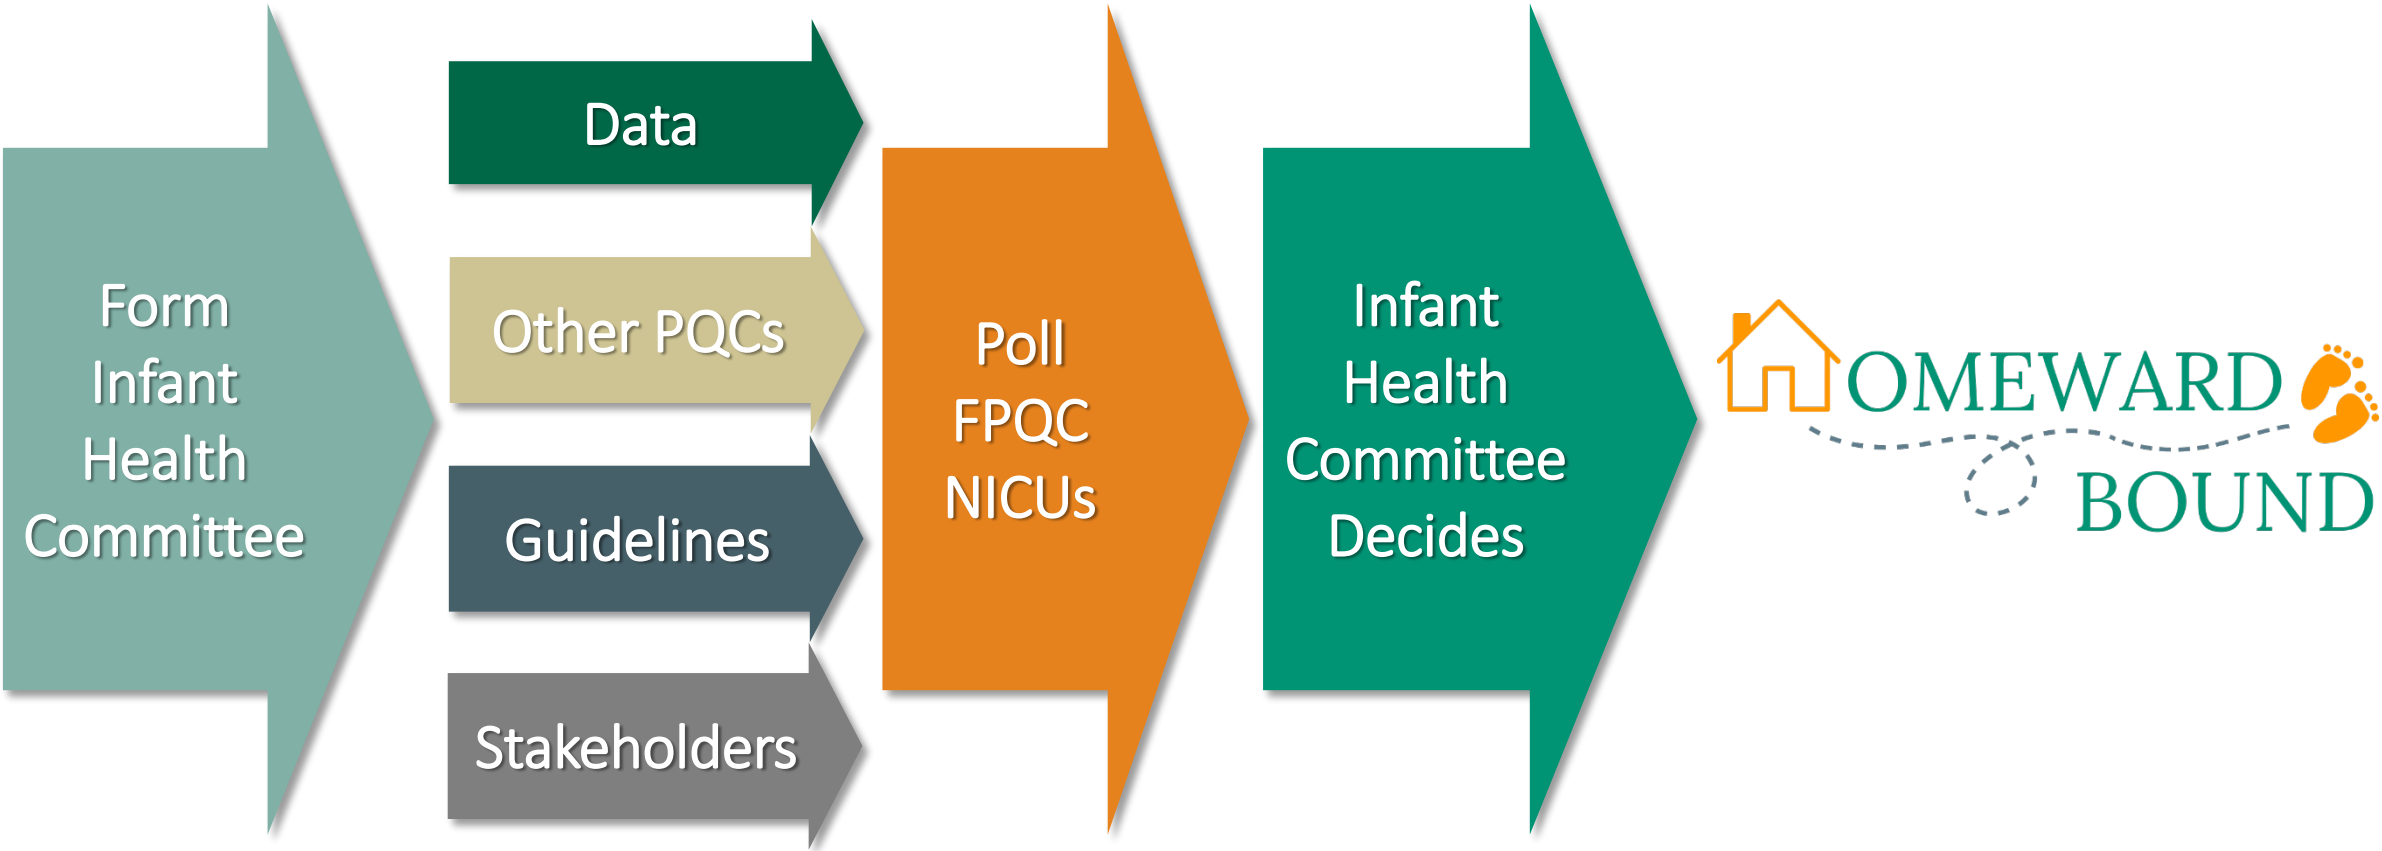 Form
Infant
Health
Committee
Data
Other PQCs
Guidelines
Stakeholders
Poll
FPQC
NICUs
Infant
Health
Committee
Decides
OMEWARD
BOUND